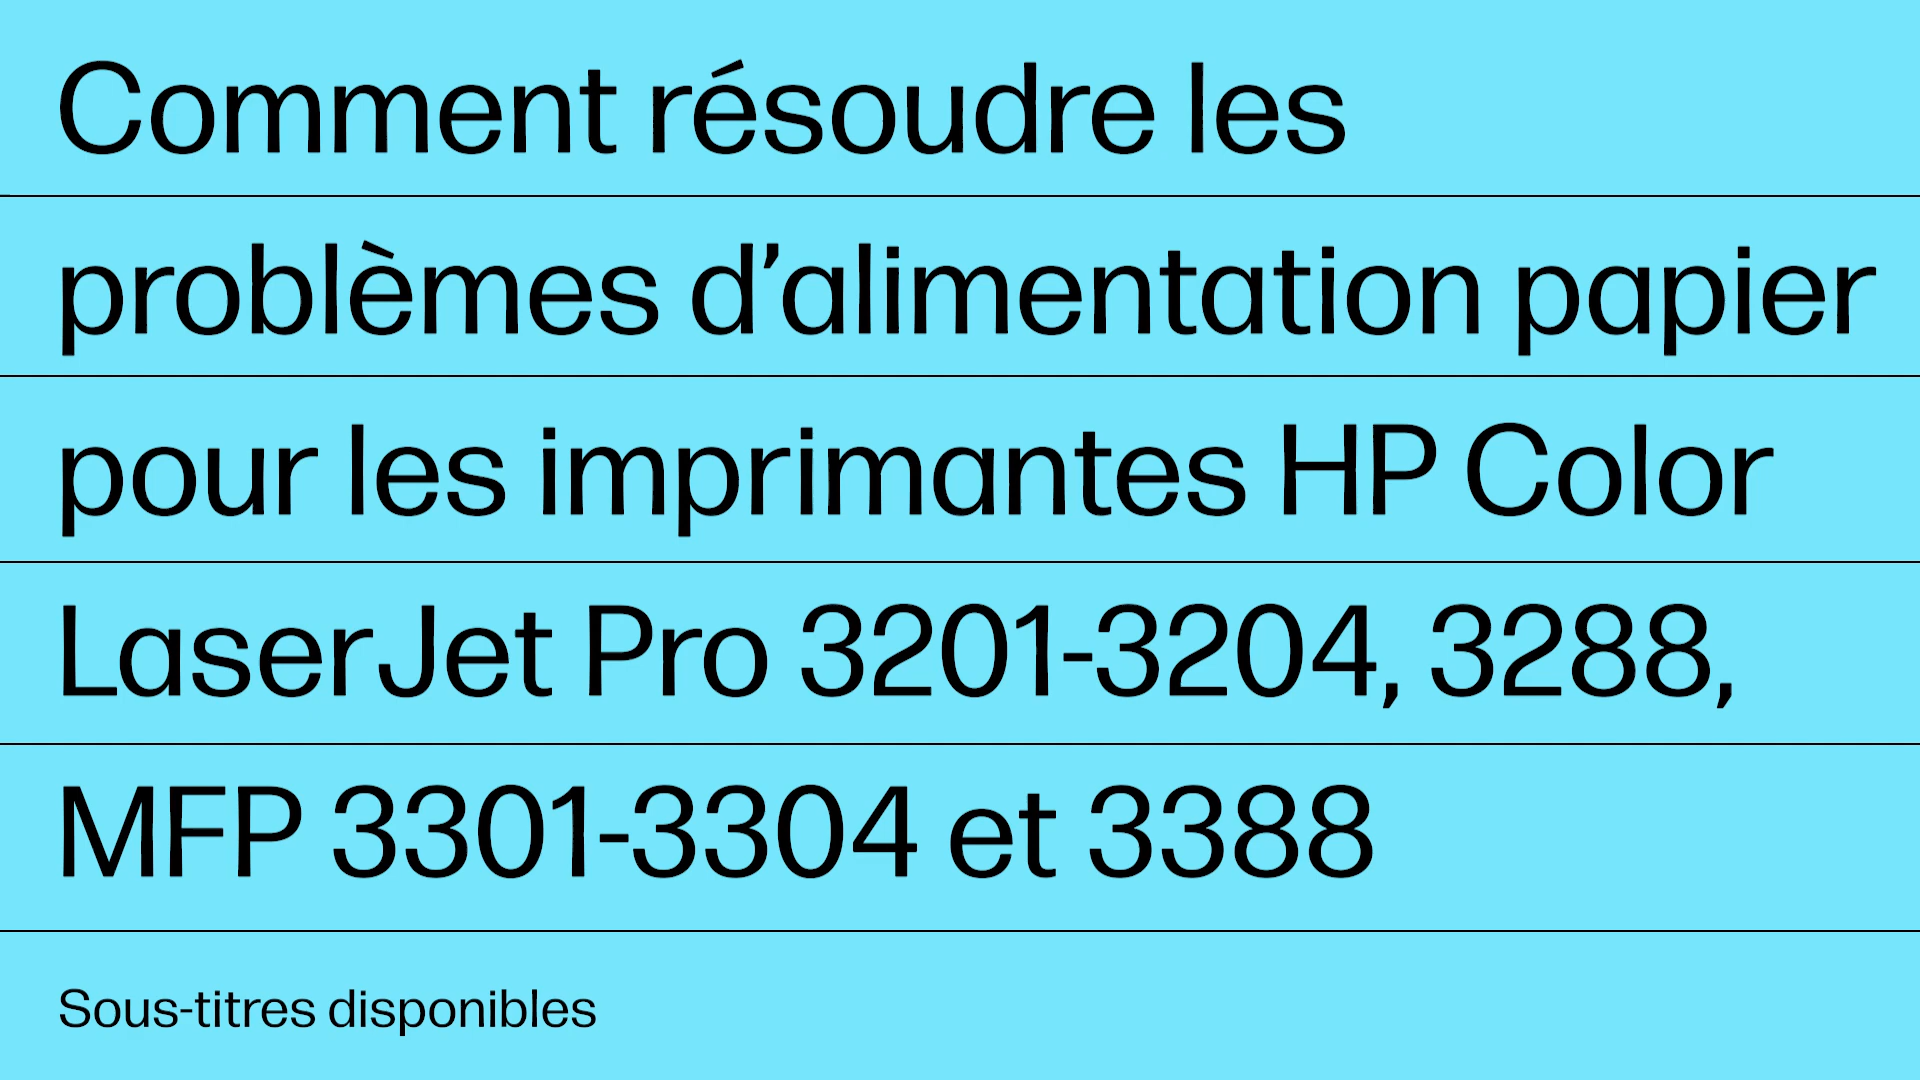 Comment résoudre les
problèmes d’alimentation papier
pour les imprimantes HP Color
LaserJet Pro 3201-3204, 3288,
MFP 3301-3304 et 3388
Sous-titres disponibles